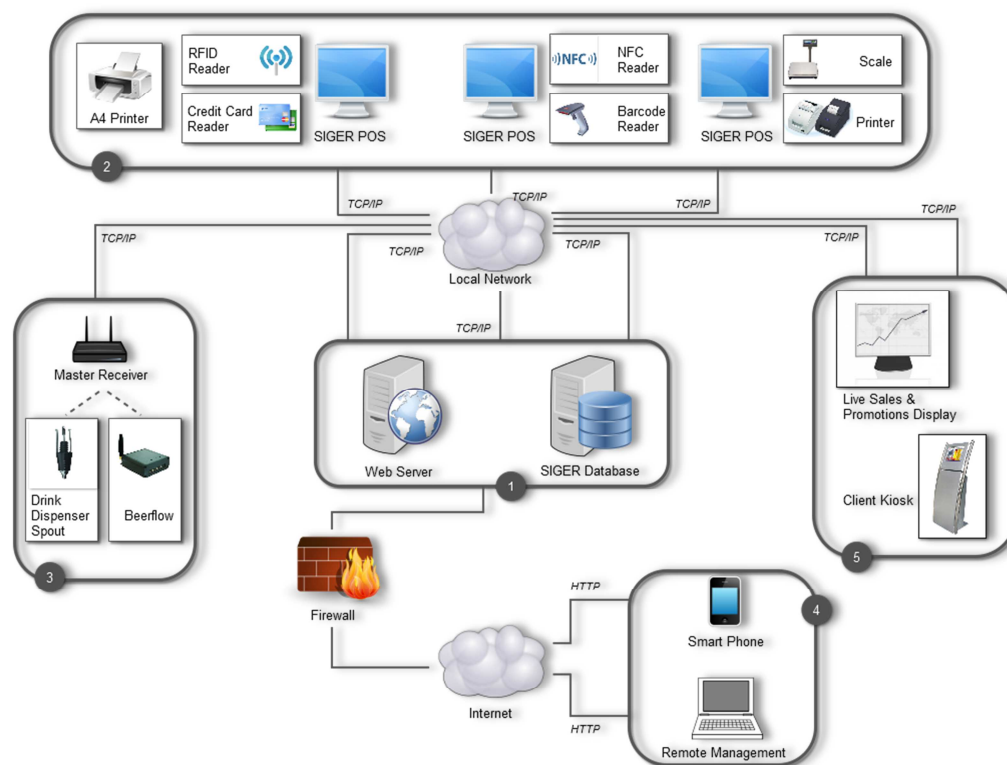 RFID
Reader
NFC
NFC
Reader
Scale
A4 Printer
Credit Card
Reader
SIGER POS
SIGER POS
Barcode
Reader
SIGER POS
Printer
2
TCP/IP
TCP/IP
TCP/IP
TCP/IP
TCP/IP
TCP/IP
TCP/IP
TCP/IP
Local Network
TCP/IP
Master Receiver
Drink
Dispenser
Spout
Beerflow
3
Web Server
SIGER Database
1
Live Sales &
Promotions Display
Client Kiosk
5
Firewall
HTTP
Smart Phone
4
Internet
HTTP
Remote Management